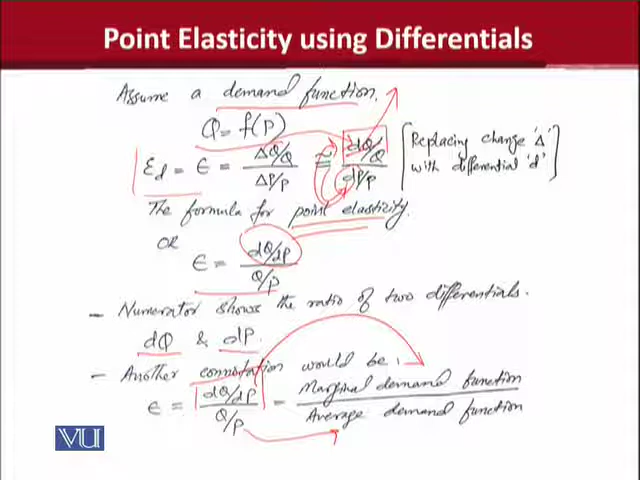 Point Elasticity using Differentials
Assume a demand function.
Q = f(P)
Ɛd = ϵ = ΔQ/Q / ΔP/P = dQ/Q / dP/P [Replacing change 'Δ' with differential 'd']
The formula for point elasticity.
OR
ϵ = dQ/dP / Q/P
- Numerator shows the ratio of two differentials.
dQ & dP.
- Another connotation would be,
ϵ = dQ/dP / Q/P = Marginal demand function / Average demand function
VU